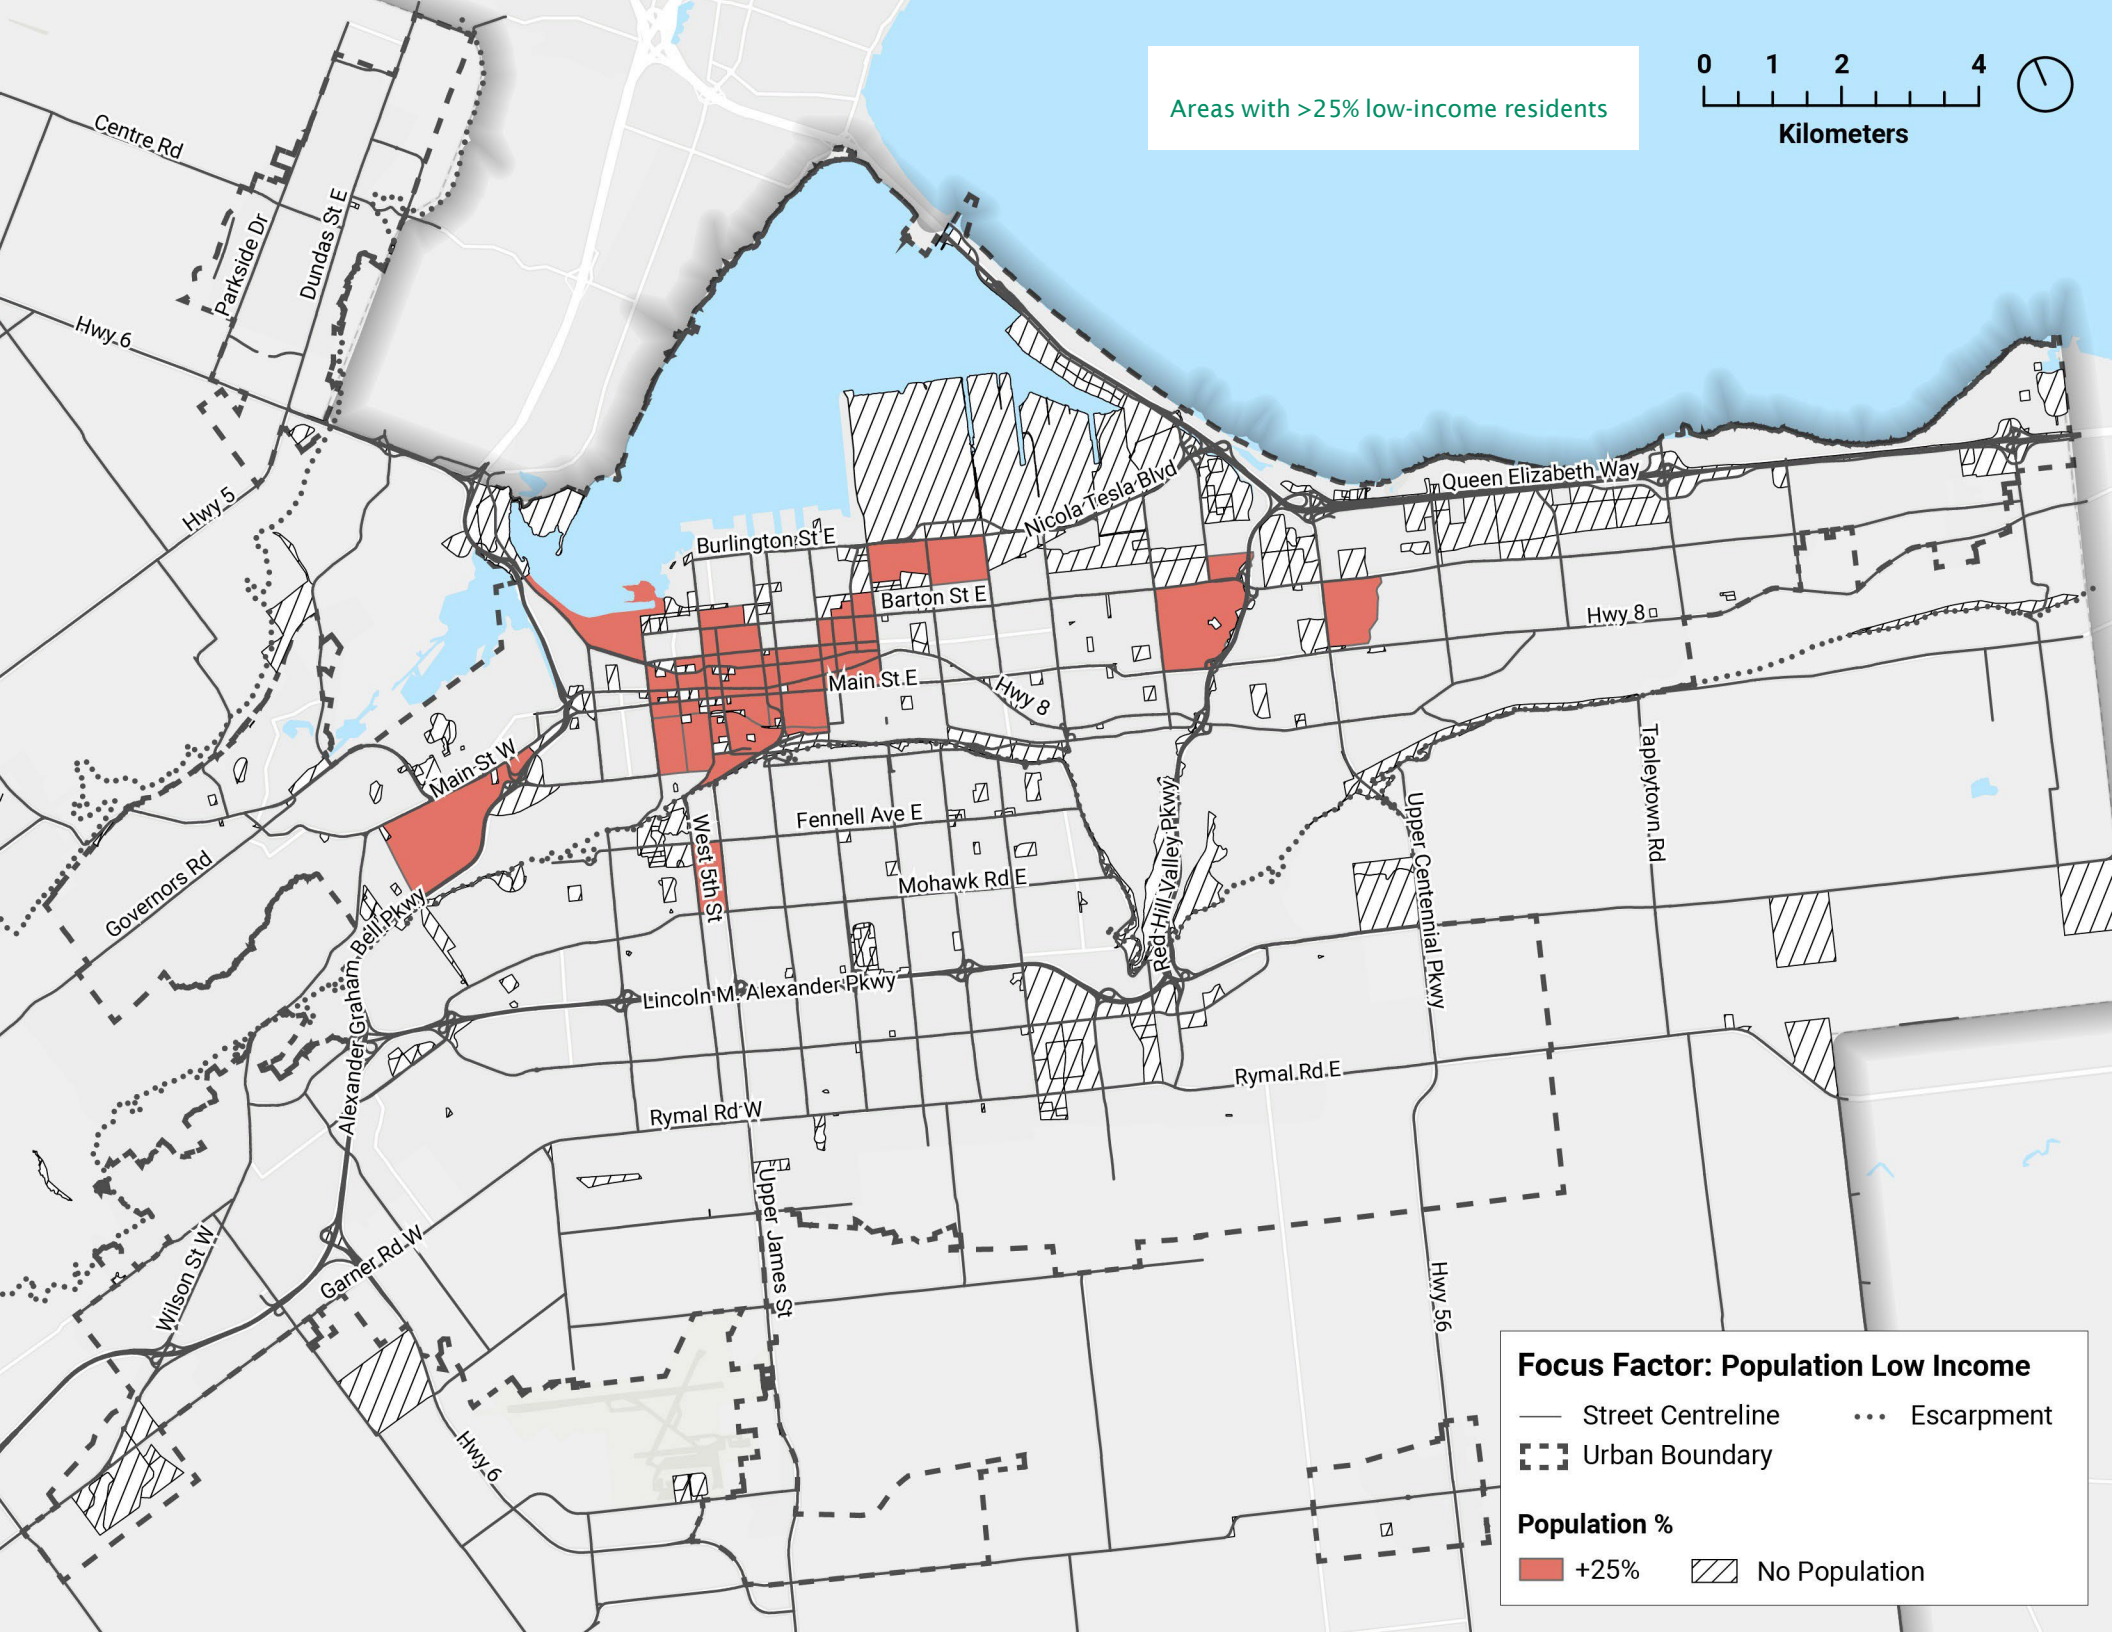 Areas with >25% low-income residents
0 1 2 4
Kilometers
Centre Rd
Parkside Dr
Dundas St E
Hwy 6
Hwy 5
Queen Elizabeth Way
Nicola Tesla Blvd
Burlington St E
Barton St E
Hwy 8
Main St E
Hwy 8
Main St W
Tapleytown Rd
Fennell Ave E
West 5th St
Red Hill Valley Pkwy
Upper Centennial Pkwy
Governors Rd
Mohawk Rd E
Alexander Graham Bell Pkwy
Lincoln M. Alexander Pkwy
Rymal Rd E
Rymal Rd W
Upper James St
Wilson St W
Garner Rd W
Hwy 56
Hwy 6
Focus Factor: Population Low Income
Street Centreline
Escarpment
Urban Boundary
Population %
+25%
No Population